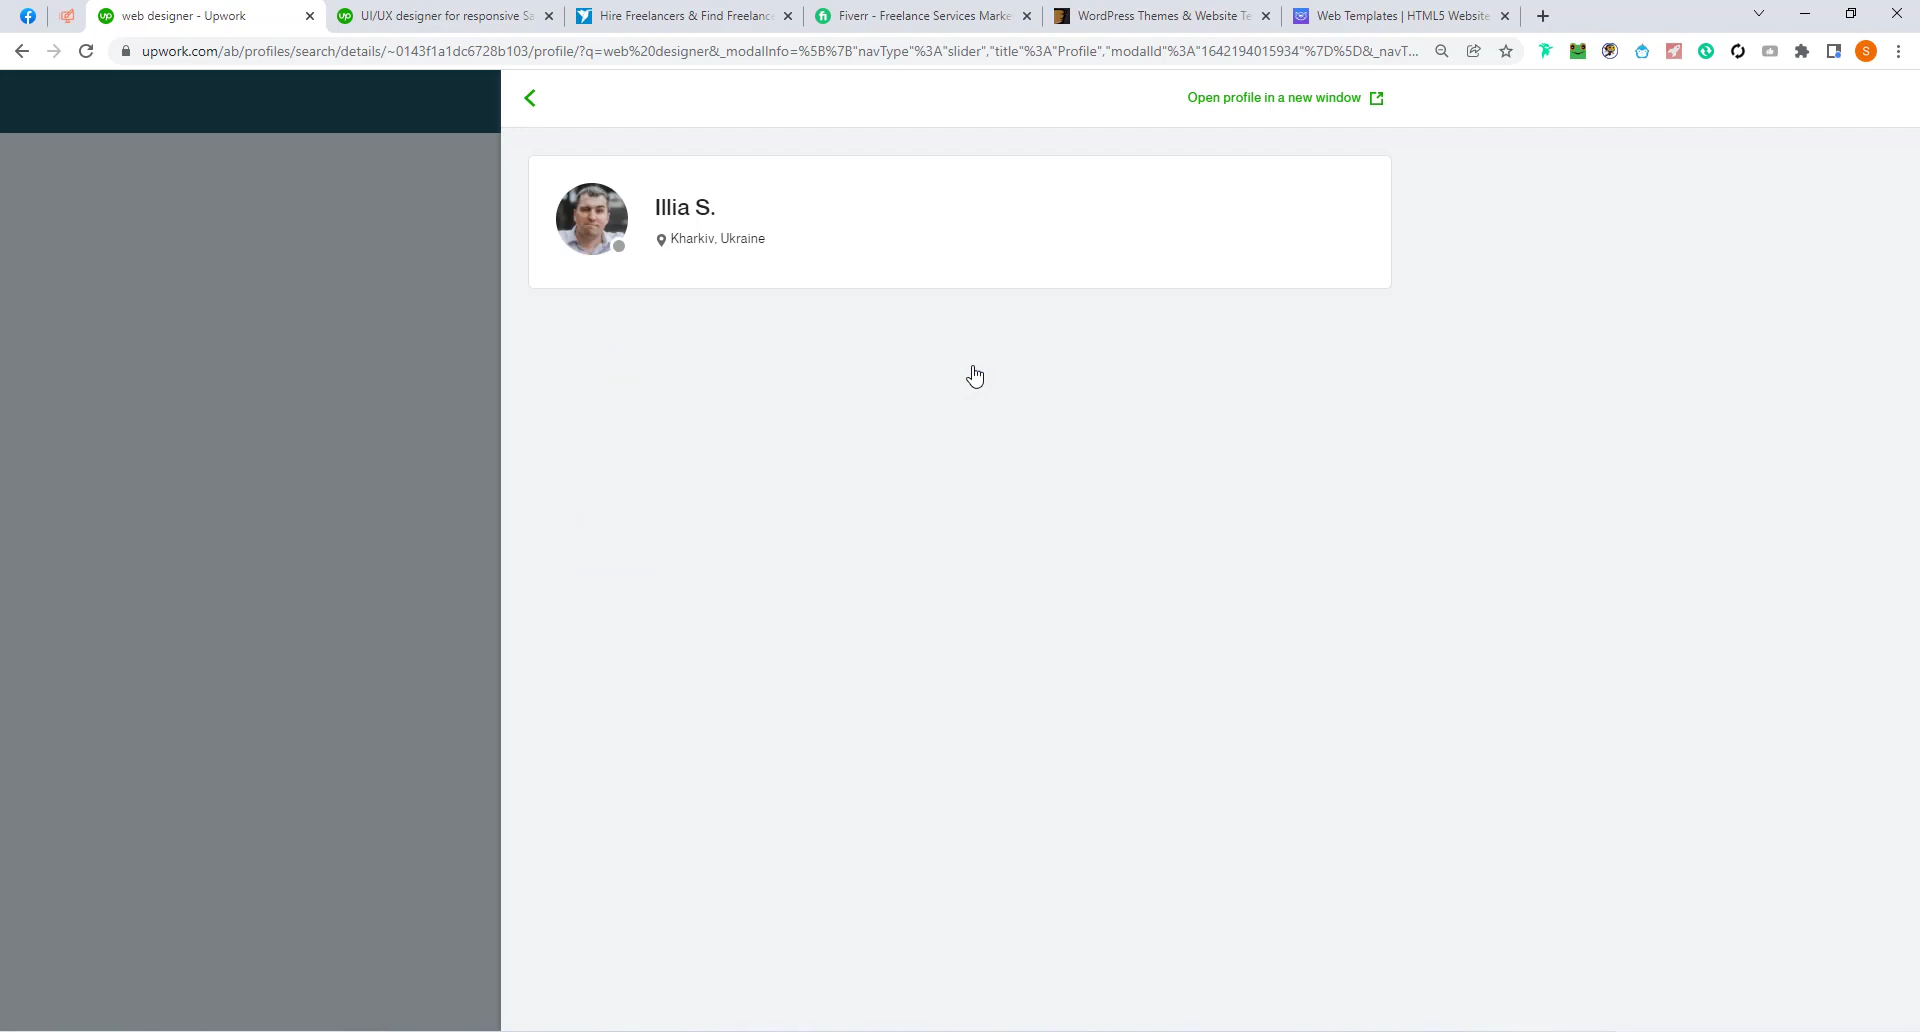 web designer - Upwork
UI/UX designer for responsive Sa
Hire Freelancers & Find Freelance
Fiverr - Freelance Services Marke
WordPress Themes & Website Te
Web Templates | HTML5 Website
upwork.com/ab/profiles/search/details/~0143f1a1dc6728b103/profile/?q=web%20designer&_modalInfo=%5B%7B"navType"%3A"slider","title"%3A"Profile","modalId"%3A"1642194015934"%7D%5D&_navT...
S
Open profile in a new window
Illia S.
Kharkiv, Ukraine